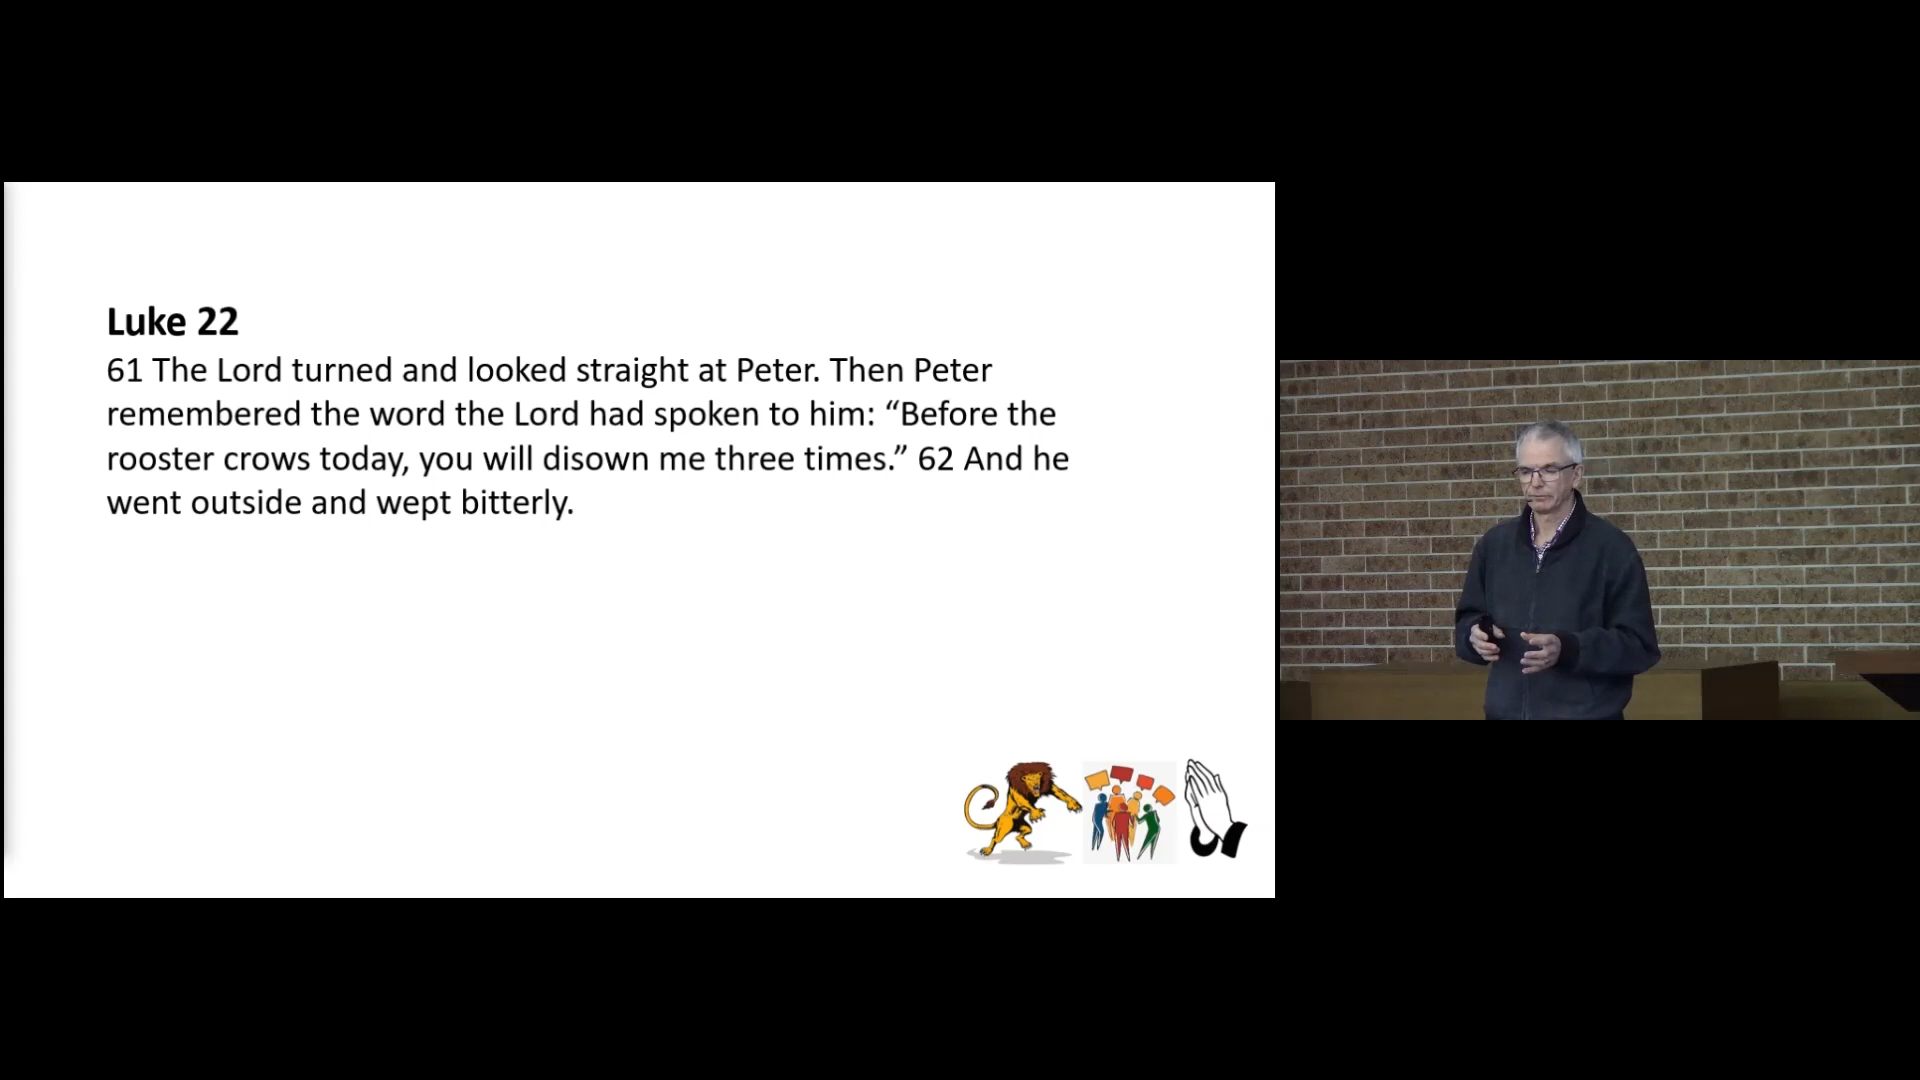 Luke 22
61 The Lord turned and looked straight at Peter. Then Peter
remembered the word the Lord had spoken to him: “Before the
rooster crows today, you will disown me three times.” 62 And he
went outside and wept bitterly.